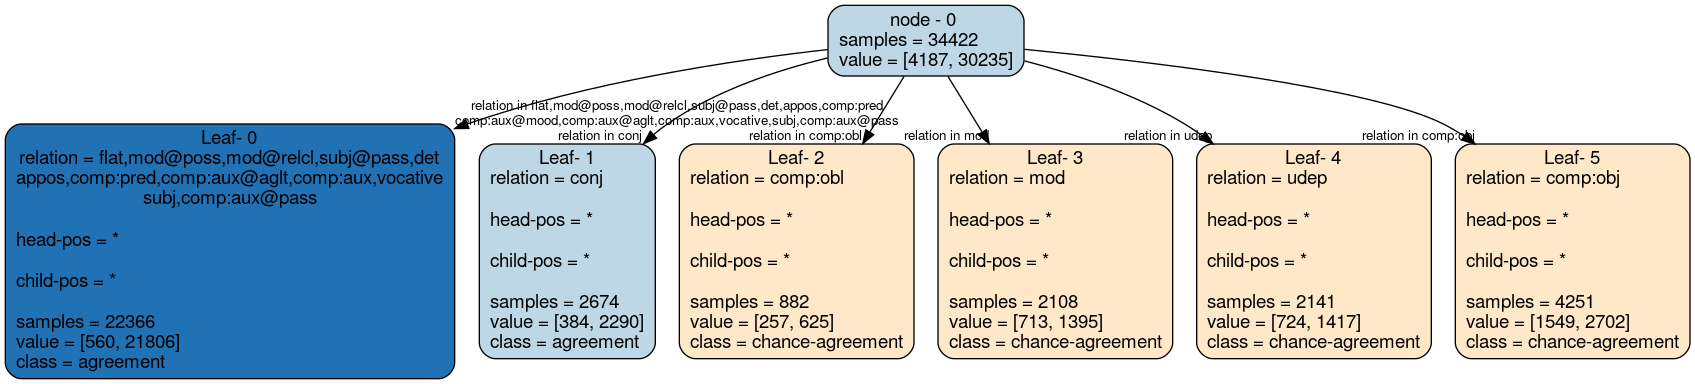 node - 0
samples = 34422
value = [4187, 30235]
relation in flat,mod@poss,mod@relcl,subj@pass,det,appos,comp:pred
comp:aux@mood,comp:aux@aglt,comp:aux,vocative,subj,comp:aux@pass
relation in conj
relation in comp:obl
relation in mod
relation in udep
relation in comp:obj
Leaf- 0
relation = flat,mod@poss,mod@relcl,subj@pass,det
appos,comp:pred,comp:aux@aglt,comp:aux,vocative
subj,comp:aux@pass
head-pos = *
child-pos = *
samples = 22366
value = [560, 21806]
class = agreement
Leaf- 1
relation = conj
head-pos = *
child-pos = *
samples = 2674
value = [384, 2290]
class = agreement
Leaf- 2
relation = comp:obl
head-pos = *
child-pos = *
samples = 882
value = [257, 625]
class = chance-agreement
Leaf- 3
relation = mod
head-pos = *
child-pos = *
samples = 2108
value = [713, 1395]
class = chance-agreement
Leaf- 4
relation = udep
head-pos = *
child-pos = *
samples = 2141
value = [724, 1417]
class = chance-agreement
Leaf- 5
relation = comp:obj
head-pos = *
child-pos = *
samples = 4251
value = [1549, 2702]
class = chance-agreement